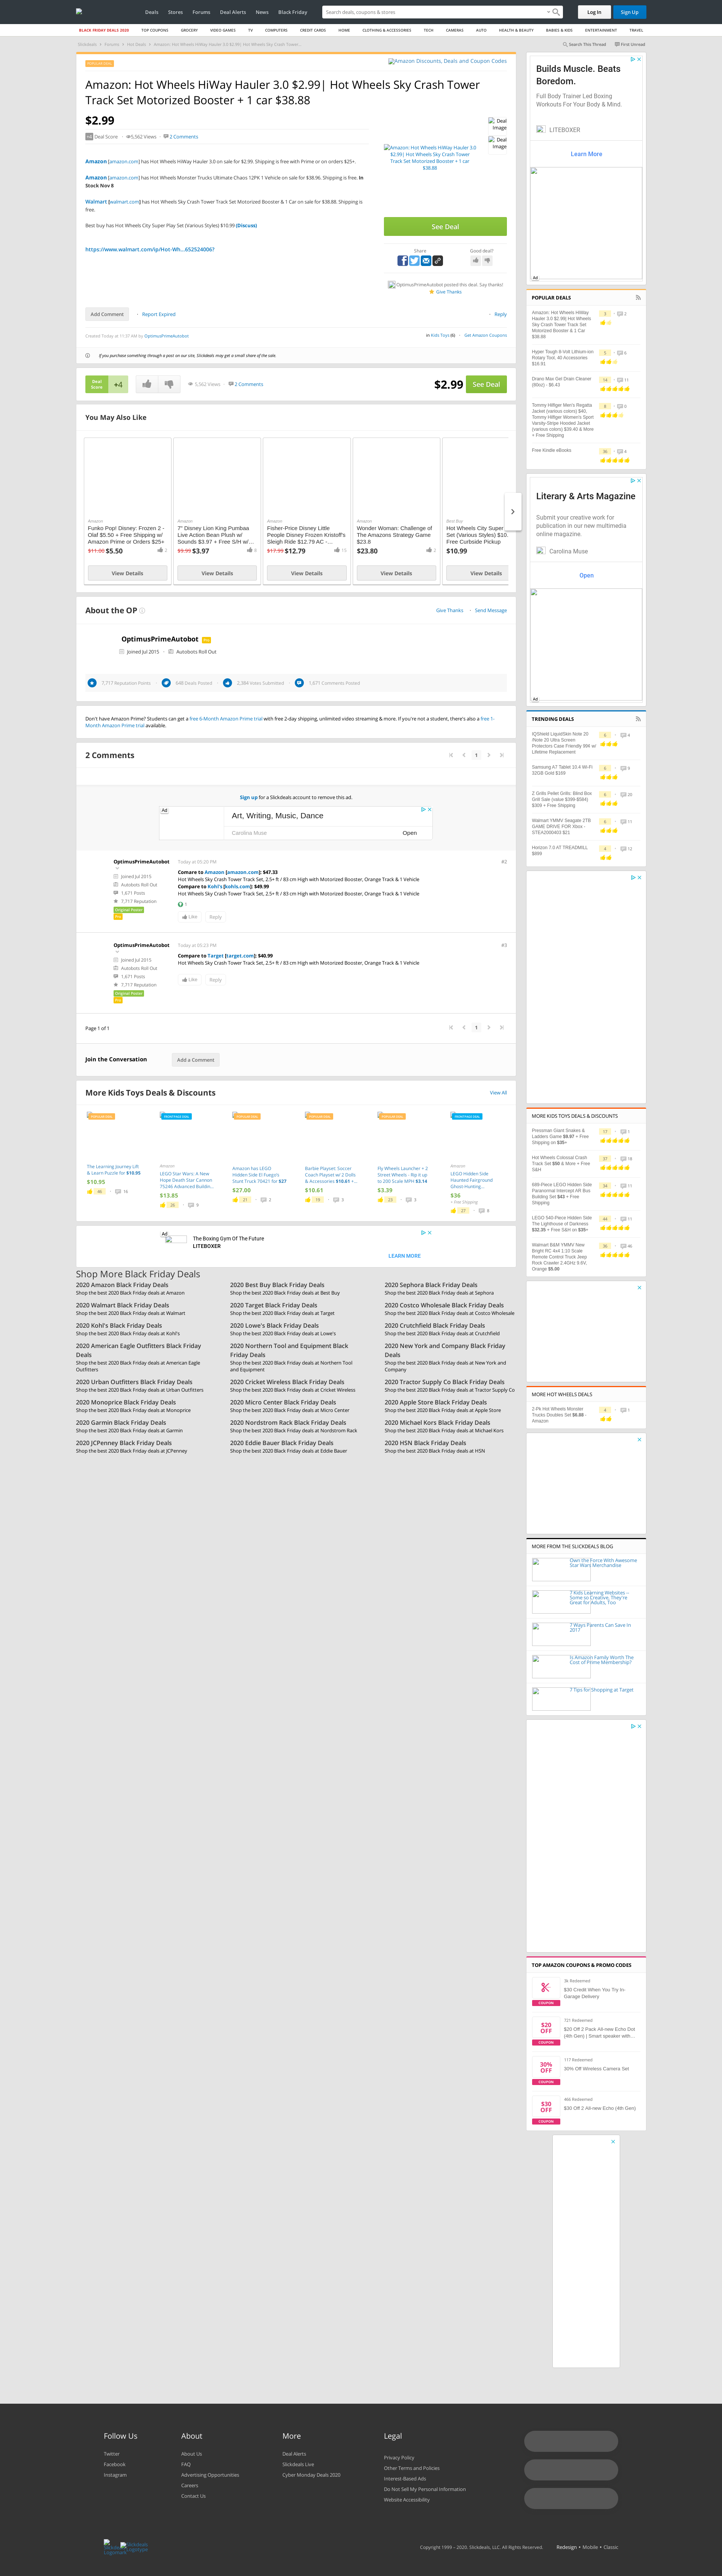 Deals Stores Forums Deal Alerts News Black Friday
Search deals, coupons & stores
Log In Sign Up
BLACK FRIDAY DEALS 2020 TOP COUPONS GROCERY VIDEO GAMES TV COMPUTERS CREDIT CARDS HOME CLOTHING & ACCESSORIES TECH CAMERAS AUTO HEALTH & BEAUTY BABIES & KIDS ENTERTAINMENT TRAVEL
Slickdeals > Forums > Hot Deals > Amazon: Hot Wheels HiWay Hauler 3.0 $2.99| Hot Wheels Sky Crash Tower...
Search This Thread First Unread
Amazon Discounts, Deals and Coupon Codes
Amazon: Hot Wheels HiWay Hauler 3.0 $2.99| Hot Wheels Sky Crash Tower
Track Set Motorized Booster + 1 car $38.88
$2.99
+4 Deal Score 5,562 Views 2 Comments
Amazon [amazon.com] has Hot Wheels HiWay Hauler 3.0 on sale for $2.99, Shipping is free with Prime or on orders $25+.
Amazon [amazon.com] has Hot Wheels Monster Trucks Ultimate Chaos 12PK 1 Vehicle on sale for $38.96, Shipping is free. In
Stock Nov 8
Walmart [walmart.com] has Hot Wheels Sky Crash Tower Track Set Motorized Booster & 1 Car on sale for $38.88, Shipping is
free.
Best buy has Hot Wheels City Super Play Tower Set (Various Styles) $10.99 (Discuss)
https://www.walmart.com/ip/Hot-Wh...652524006?
Amazon: Hot Wheels HiWay Hauler 3.0
$2.99| Hot Wheels Sky Crash Tower
Track Set Motorized Booster + 1 car
$38.88
Deal
Image
Deal
Image
See Deal
Share Good deal?
OptimusPrimeAutobot posted this deal. Say thanks!
Give Thanks
Add Comment Report Expired Reply
Created Today at 11:37 AM by OptimusPrimeAutobot
in Kids Toys (6) Get Amazon Coupons
If you purchase something through a post on our site, Slickdeals may get a small share of the sale.
Deal
Score +4 5,562 Views 2 Comments $2.99 See Deal
You May Also Like
Amazon
Funko Pop! Disney: Frozen 2 -
Olaf $5.50 + Free Shipping w/
Amazon Prime or Orders $25+
$11.00 $5.50 2
View Details
Amazon
7" Disney Lion King Pumbaa
Live Action Bean Plush w/
Sounds $3.97 + Free S/H w/...
$9.99 $3.97 8
View Details
Amazon
Fisher-Price Disney Little
People Disney Frozen Kristoff's
Sleigh Ride $12.79 AC -...
$17.99 $12.79 15
View Details
Amazon
Wonder Woman: Challenge of
The Amazons Strategy Game
$23.8
$23.80 2
View Details
Best Buy
Hot Wheels City Super
Set (Various Styles) $10.
Free Curbside Pickup
$10.99
View Details
About the OP
Give Thanks Send Message
OptimusPrimeAutobot Pro
Joined Jul 2015 Autobots Roll Out
7,717 Reputation Points 648 Deals Posted 2,384 Votes Submitted 1,671 Comments Posted
Don't have Amazon Prime? Students can get a free 6-Month Amazon Prime trial with free 2-day shipping, unlimited video streaming & more. If you're not a student, there's also a free 1-
Month Amazon Prime trial available.
2 Comments 1
Sign up for a Slickdeals account to remove this ad.
Ad
Art, Writing, Music, Dance
Carolina Muse Open
OptimusPrimeAutobot
Joined Jul 2015
Autobots Roll Out
1,671 Posts
7,717 Reputation
Original Poster
Pro
Today at 05:20 PM #2
Comare to Amazon [amazon.com]: $47.33
Hot Wheels Sky Crash Tower Track Set, 2.5+ ft / 83 cm High with Motorized Booster, Orange Track & 1 Vehicle
Compare to Kohl's [kohls.com]: $49.99
Hot Wheels Sky Crash Tower Track Set, 2.5+ ft / 83 cm High with Motorized Booster, Orange Track & 1 Vehicle
1
Like Reply
OptimusPrimeAutobot
Joined Jul 2015
Autobots Roll Out
1,671 Posts
7,717 Reputation
Original Poster
Pro
Today at 05:23 PM #3
Compare to Target [target.com]: $40.99
Hot Wheels Sky Crash Tower Track Set, 2.5+ ft / 83 cm High with Motorized Booster, Orange Track & 1 Vehicle
Like Reply
Page 1 of 1 1
Join the Conversation Add a Comment
More Kids Toys Deals & Discounts View All
The Learning Journey Lift
& Learn Puzzle for $10.95
$10.95
46 16
Amazon
LEGO Star Wars: A New
Hope Death Star Cannon
75246 Advanced Buildin...
$13.85
26 9
Amazon has LEGO
Hidden Side El Fuego's
Stunt Truck 70421 for $27
$27.00
21 2
Barbie Playset: Soccer
Coach Playset w/ 2 Dolls
& Accessories $10.61 +...
$10.61
19 3
Fly Wheels Launcher + 2
Street Wheels - Rip it up
to 200 Scale MPH $3.14
$3.39
23 3
Amazon
LEGO Hidden Side
Haunted Fairground
Ghost-Hunting...
$36
+ Free Shipping
27 8
Ad
The Boxing Gym Of The Future
LITEBOXER
LEARN MORE
Shop More Black Friday Deals
2020 Amazon Black Friday Deals
Shop the best 2020 Black Friday deals at Amazon
2020 Best Buy Black Friday Deals
Shop the best 2020 Black Friday deals at Best Buy
2020 Sephora Black Friday Deals
Shop the best 2020 Black Friday deals at Sephora
2020 Walmart Black Friday Deals
Shop the best 2020 Black Friday deals at Walmart
2020 Target Black Friday Deals
Shop the best 2020 Black Friday deals at Target
2020 Costco Wholesale Black Friday Deals
Shop the best 2020 Black Friday deals at Costco Wholesale
2020 Kohl's Black Friday Deals
Shop the best 2020 Black Friday deals at Kohl's
2020 Lowe's Black Friday Deals
Shop the best 2020 Black Friday deals at Lowe's
2020 Crutchfield Black Friday Deals
Shop the best 2020 Black Friday deals at Crutchfield
2020 American Eagle Outfitters Black Friday
Deals
Shop the best 2020 Black Friday deals at American Eagle
Outfitters
2020 Northern Tool and Equipment Black
Friday Deals
Shop the best 2020 Black Friday deals at Northern Tool
and Equipment
2020 New York and Company Black Friday
Deals
Shop the best 2020 Black Friday deals at New York and
Company
2020 Urban Outfitters Black Friday Deals
Shop the best 2020 Black Friday deals at Urban Outfitters
2020 Cricket Wireless Black Friday Deals
Shop the best 2020 Black Friday deals at Cricket Wireless
2020 Tractor Supply Co Black Friday Deals
Shop the best 2020 Black Friday deals at Tractor Supply Co
2020 Monoprice Black Friday Deals
Shop the best 2020 Black Friday deals at Monoprice
2020 Micro Center Black Friday Deals
Shop the best 2020 Black Friday deals at Micro Center
2020 Apple Store Black Friday Deals
Shop the best 2020 Black Friday deals at Apple Store
2020 Garmin Black Friday Deals
Shop the best 2020 Black Friday deals at Garmin
2020 Nordstrom Rack Black Friday Deals
Shop the best 2020 Black Friday deals at Nordstrom Rack
2020 Michael Kors Black Friday Deals
Shop the best 2020 Black Friday deals at Michael Kors
2020 JCPenney Black Friday Deals
Shop the best 2020 Black Friday deals at JCPenney
2020 Eddie Bauer Black Friday Deals
Shop the best 2020 Black Friday deals at Eddie Bauer
2020 HSN Black Friday Deals
Shop the best 2020 Black Friday deals at HSN
Builds Muscle. Beats
Boredom.
Full Body Trainer Led Boxing
Workouts For Your Body & Mind.
LITEBOXER
Learn More
Ad
POPULAR DEALS
Amazon: Hot Wheels HiWay
Hauler 3.0 $2.99| Hot Wheels
Sky Crash Tower Track Set
Motorized Booster & 1 Car
$38.88
3 2
Hyper Tough 8-Volt Lithium-ion
Rotary Tool, 40 Accessories
$16.91
5 6
Drano Max Gel Drain Cleaner
(80oz) - $6.43
14 11
Tommy Hilfiger Men's Regatta
Jacket (various colors) $40,
Tommy Hilfiger Women's Sport
Varsity-Stripe Hooded Jacket
(various colors) $39.40 & More
+ Free Shipping
8 0
Free Kindle eBooks
36 4
Literary & Arts Magazine
Submit your creative work for
publication in our multimedia
online magazine.
Carolina Muse
Open
Ad
TRENDING DEALS
IQShield LiquidSkin Note 20
/Note 20 Ultra Screen
Protectors Case Friendly 99¢ w/
Lifetime Replacement
6 4
Samsung A7 Tablet 10.4 Wi-Fi
32GB Gold $169
6 9
Z Grills Pellet Grills: Blind Box
Grill Sale (value $399-$584)
$309 + Free Shipping
6 20
Walmart YMMV Seagate 2TB
GAME DRIVE FOR Xbox -
STEA2000403 $21
6 11
Horizon 7.0 AT TREADMILL
$699
4 12
MORE KIDS TOYS DEALS & DISCOUNTS
Pressman Giant Snakes &
Ladders Game $9.97 + Free
Shipping on $35+
17 1
Hot Wheels Colossal Crash
Track Set $50 & More + Free
S&H
37 18
689-Piece LEGO Hidden Side
Paranormal Intercept AR Bus
Building Set $43 + Free
Shipping
34 11
LEGO 540-Piece Hidden Side
The Lighthouse of Darkness
$32.35 + Free S&H on $35+
44 11
Walmart B&M YMMV New
Bright RC 4x4 1:10 Scale
Remote Control Truck Jeep
Rock Crawler 2.4GHz 9.6V,
Orange $5.00
36 46
MORE HOT WHEELS DEALS
2-Pk Hot Wheels Monster
Trucks Doubles Set $6.88 -
Amazon
4 1
MORE FROM THE SLICKDEALS BLOG
Own the Force With Awesome
Star Wars Merchandise
7 Kids Learning Websites –
Some so Creative, They're
Great for Adults, Too
7 Ways Parents Can Save In
2017
Is Amazon Family Worth The
Cost of Prime Membership?
7 Tips for Shopping at Target
TOP AMAZON COUPONS & PROMO CODES
3k Redeemed
$30 Credit When You Try In-
Garage Delivery
COUPON
721 Redeemed
$20
OFF
$20 Off 2 Pack All-new Echo Dot
(4th Gen) | Smart speaker with...
COUPON
117 Redeemed
30%
OFF
30% Off Wireless Camera Set
COUPON
466 Redeemed
$30
OFF
$30 Off 2 All-new Echo (4th Gen)
COUPON
Follow Us
Twitter
Facebook
Instagram
About
About Us
FAQ
Advertising Opportunities
Careers
Contact Us
More
Deal Alerts
Slickdeals Live
Cyber Monday Deals 2020
Legal
Privacy Policy
Other Terms and Policies
Interest-Based Ads
Do Not Sell My Personal Information
Website Accessibility
Copyright 1999 - 2020. Slickdeals, LLC. All Rights Reserved. Redesign • Mobile • Classic